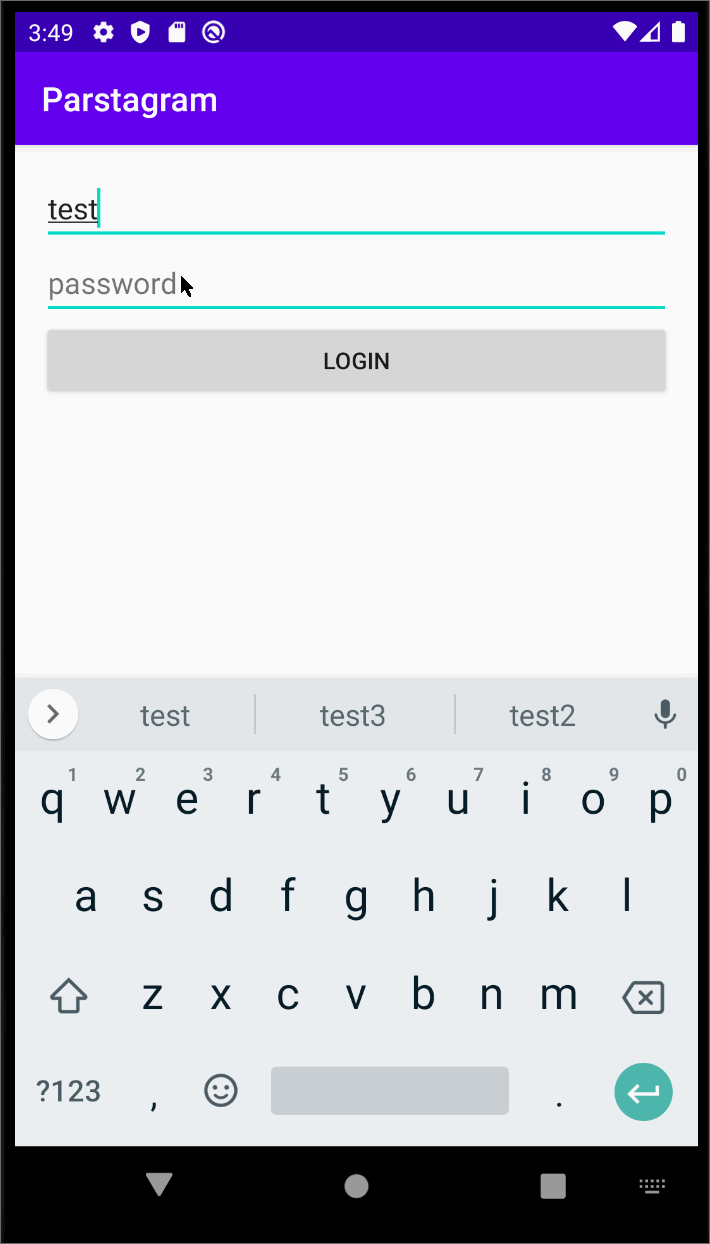 3:49
Parstagram
test
password
LOGIN
test test3 test2
1 2 3 4 5 6 7 8 9 0
q w e r t y u i o p
a s d f g h j k l
z x c v b n m
?123 , .